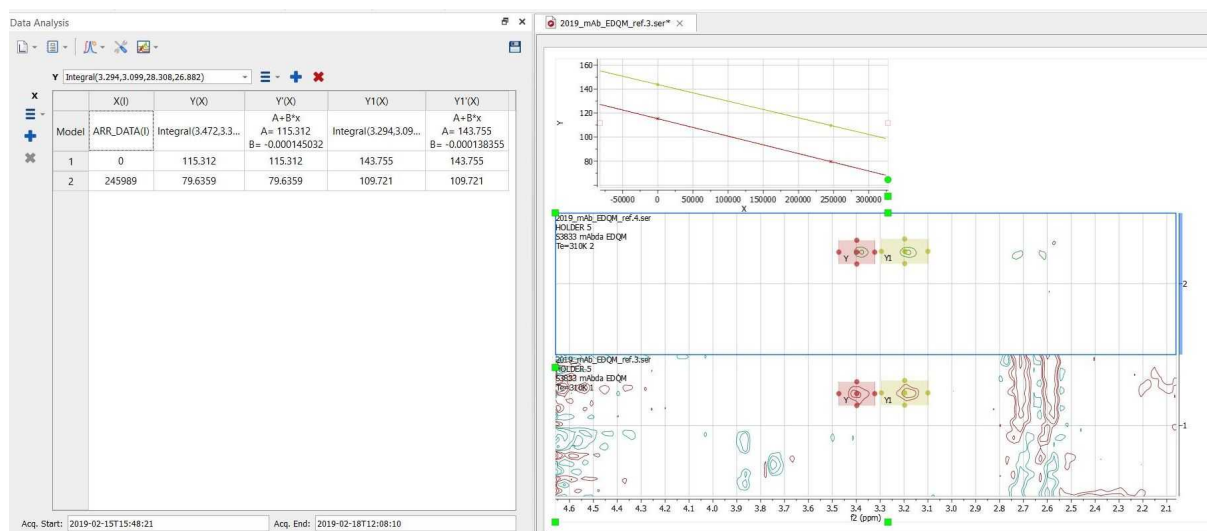 Data Analysis
Y Integral(3.294,3.099,28.308,26.882)
X
X(I) Y(X) Y'(X) Y1(X) Y1'(X)
Model ARR_DATA(I) Integral(3.472,3.3... A+B*x A= 115.312 B= -0.000145032 Integral(3.294,3.09... A+B*x A= 143.755 B= -0.000138355
1 0 115.312 115.312 143.755 143.755
2 245989 79.6359 79.6359 109.721 109.721
Acq. Start: 2019-02-15T15:48:21 Acq. End: 2019-02-18T12:08:10
2019_mAb_EDQM_ref.3.ser*
160
140
120
100
80
Y
-50000 0 50000 100000 150000 200000 250000 300000
X
2019_mAb_EDQM_ref.4.ser
HOLDER 5
S3833 mAbda EDQM
Te=310K 2
Y Y1
2
2019_mAb_EDQM_ref.3.ser
HOLDER 5
S3833 mAbda EDQM
Te=310K 1
Y Y1
1
4.6 4.5 4.4 4.3 4.2 4.1 4.0 3.9 3.8 3.7 3.6 3.5 3.4 3.3 3.2 3.1 3.0 2.9 2.8 2.7 2.6 2.5 2.4 2.3 2.2 2.1
f2 (ppm)